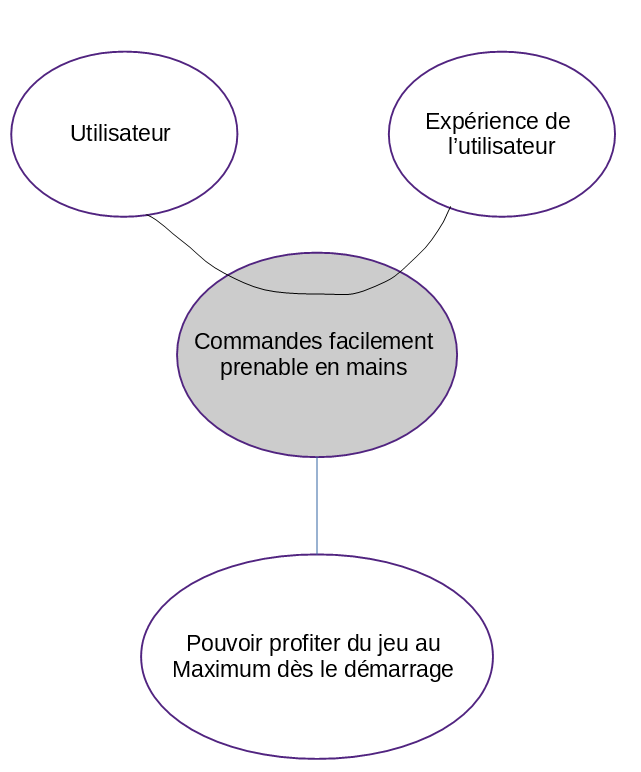 Utilisateur
Expérience de
l’utilisateur
Commandes facilement
prenable en mains
Pouvoir profiter du jeu au
Maximum dès le démarrage